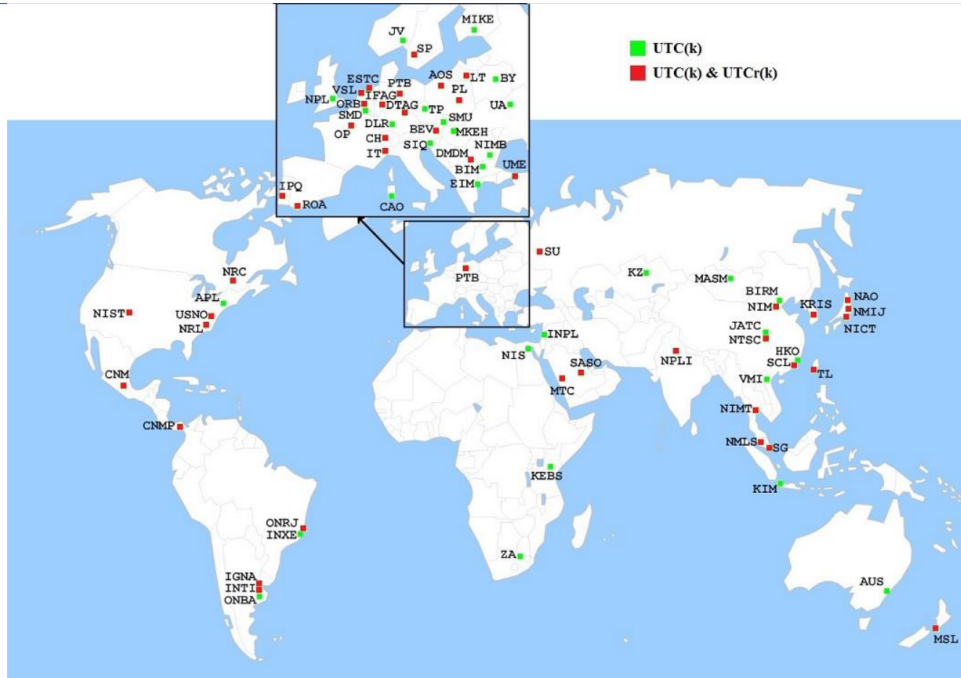 MIKE
JV
SP
UTC(k)
UTC(k) & UTCr(k)
ESTC
PTB
AOS
LT
BY
VSL
IFAG
PL
NPL
ORB
DTAG
TP
UA
SMD
SMU
DLR
BEV
MKEH
OP
CH
SIQ
NIMB
IT
DMDM
UME
BIM
EIM
IPQ
ROA
CAO
SU
PTB
NRC
KZ
MASM
APL
BIRM
NAO
NIST
USNO
NIM
KRIS
NMIJ
NRL
NICT
INPL
JATC
NTSC
NIS
HKO
SASO
NPLI
SCL
CNM
MTC
VMI
TL
NIMT
CNMP
NMLS
SG
KEBS
KIM
ONRJ
INXE
ZA
IGNA
INTI
AUS
ONBA
MSL